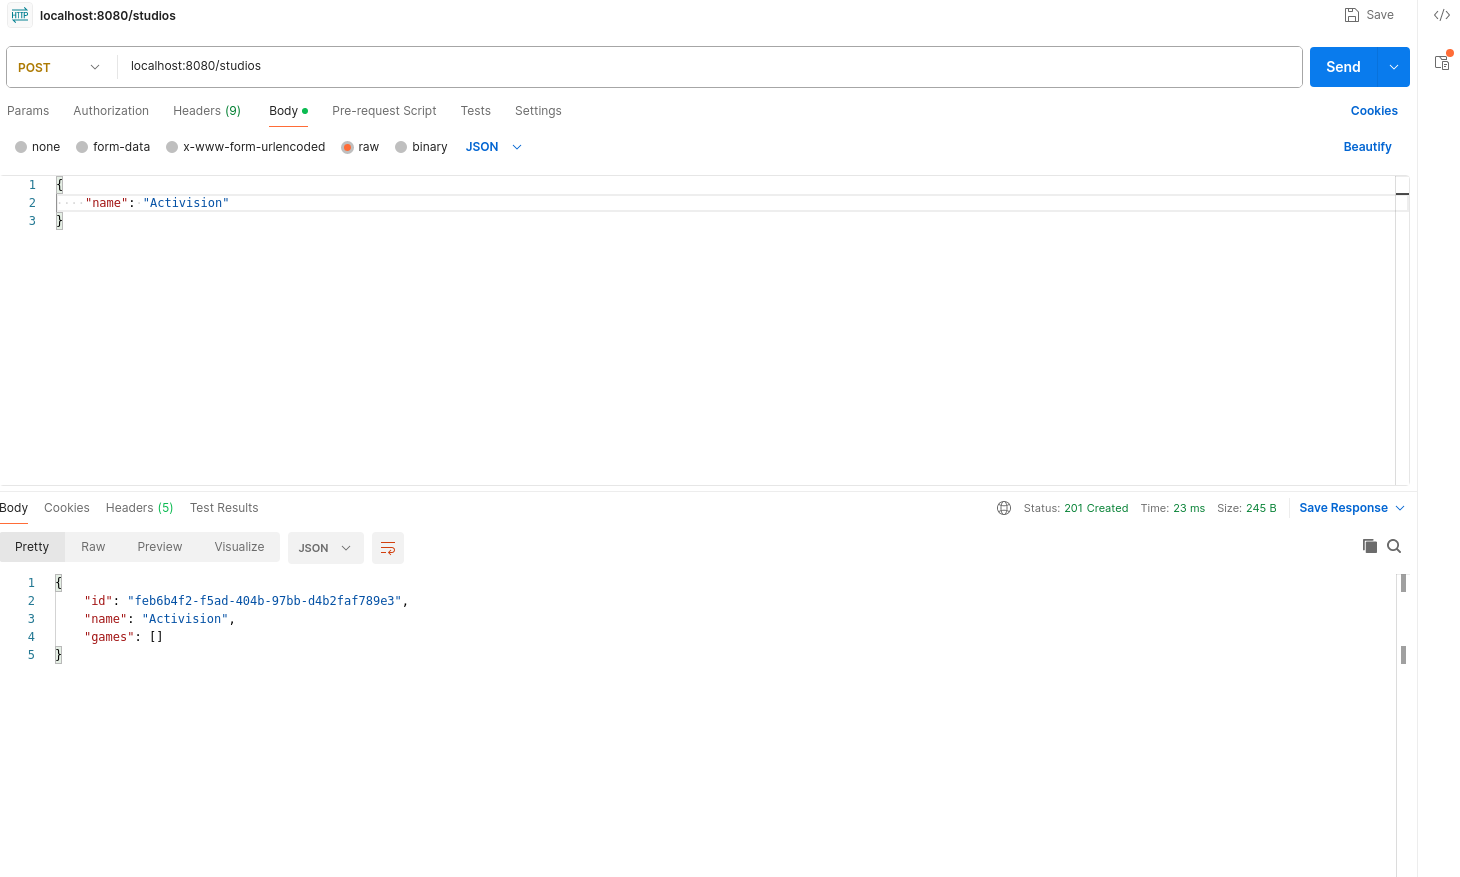 HTTP localhost:8080/studios Save
POST localhost:8080/studios Send
Params Authorization Headers (9) Body Pre-request Script Tests Settings Cookies
none form-data x-www-form-urlencoded raw binary JSON Beautify
1 {
2 "name": "Activision"
3 }
Body Cookies Headers (5) Test Results Status: 201 Created Time: 23 ms Size: 245 B Save Response
Pretty Raw Preview Visualize JSON
1 {
2 "id": "feb6b4f2-f5ad-404b-97bb-d4b2faf789e3",
3 "name": "Activision",
4 "games": []
5 }